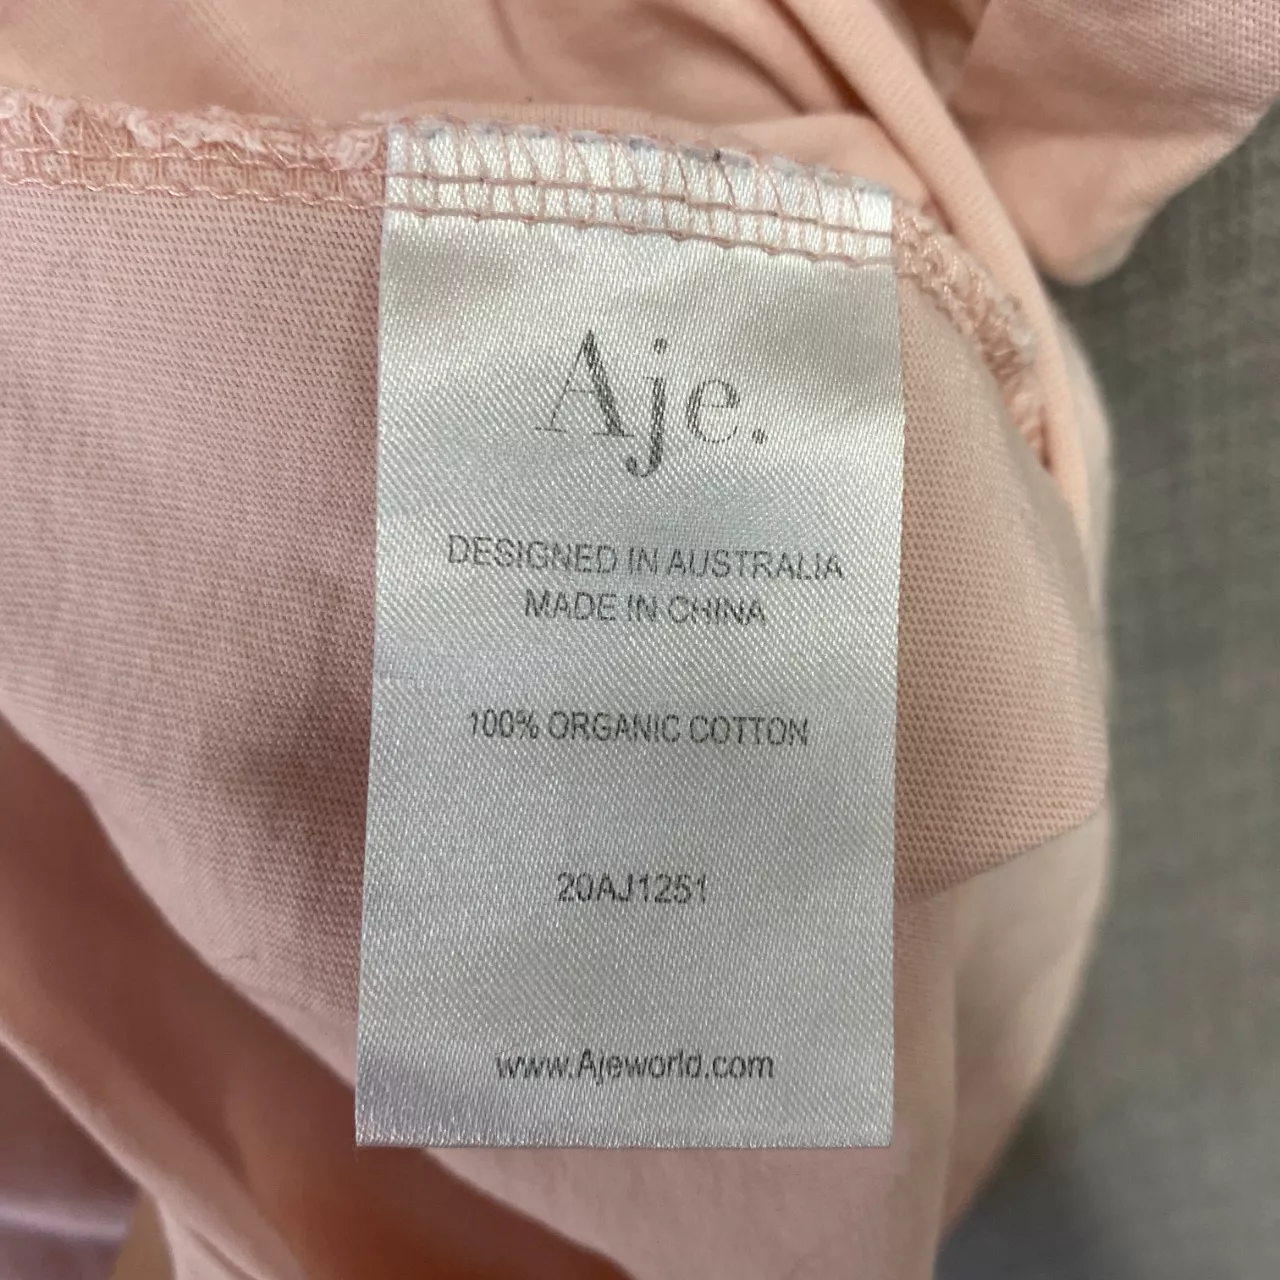 Aje.
DESIGNED IN AUSTRALIA
MADE IN CHINA
100% ORGANIC COTTON
20AJ1251
www.Ajeworld.com